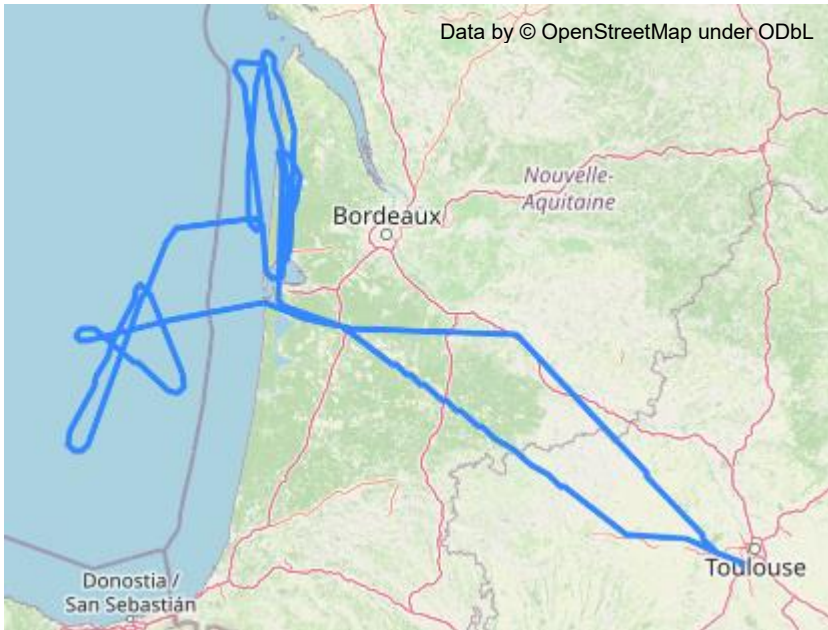 Data by © OpenStreetMap under ODbL
Nouvelle-
Aquitaine
Bordeaux
Toulouse
Donostia /
San Sebastián